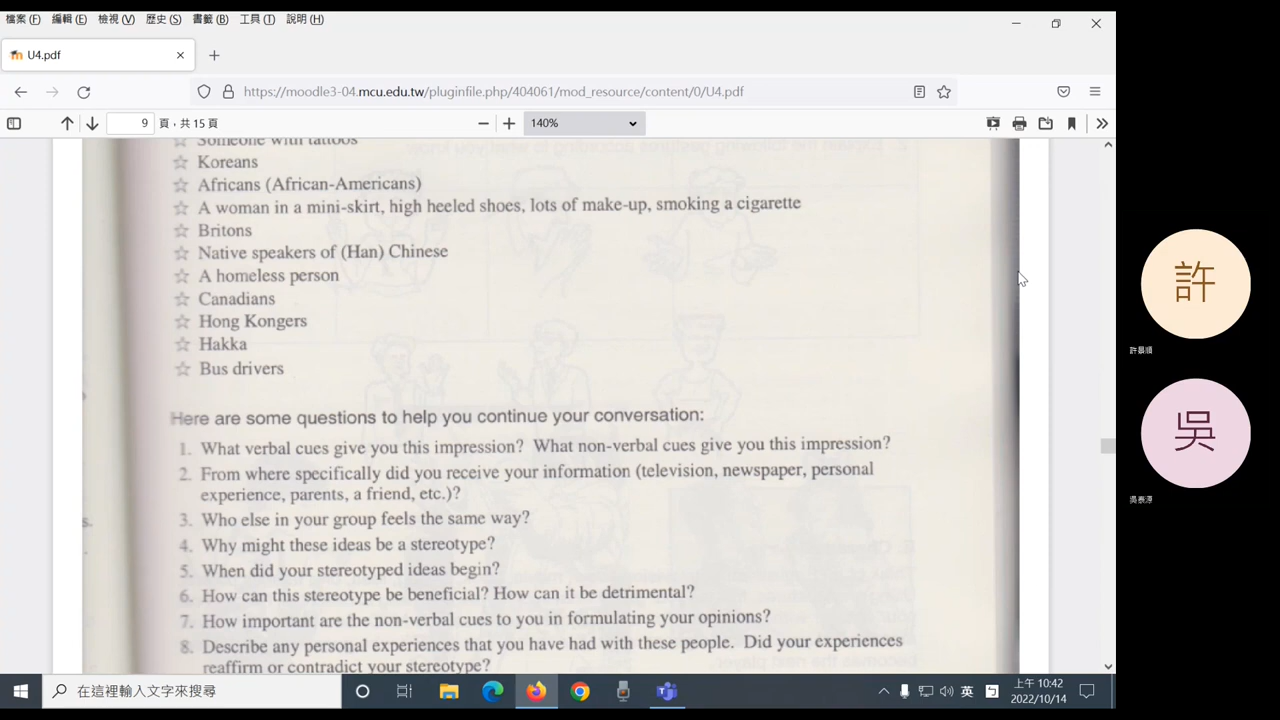 檔案 (F) 編輯 (E) 檢視 (V) 歷史 (S) 書籤 (B) 工具 (T) 說明 (H)
U4.pdf
https://moodle3-04.mcu.edu.tw/pluginfile.php/404061/mod_resource/content/0/U4.pdf
9 頁，共 15 頁
140%
Someone with tattoos
☆ Koreans
☆ Africans (African-Americans)
☆ A woman in a mini-skirt, high heeled shoes, lots of make-up, smoking a cigarette
☆ Britons
☆ Native speakers of (Han) Chinese
☆ A homeless person
☆ Canadians
☆ Hong Kongers
☆ Hakka
☆ Bus drivers
Here are some questions to help you continue your conversation:
1. What verbal cues give you this impression? What non-verbal cues give you this impression?
2. From where specifically did you receive your information (television, newspaper, personal
experience, parents, a friend, etc.)?
3. Who else in your group feels the same way?
4. Why might these ideas be a stereotype?
5. When did your stereotyped ideas begin?
6. How can this stereotype be beneficial? How can it be detrimental?
7. How important are the non-verbal cues to you in formulating your opinions?
8. Describe any personal experiences that you have had with these people. Did your experiences
reaffirm or contradict your stereotype?
s.
許
許景順
吳
在這裡輸入文字來搜尋
英
上午 10:42
2022/10/14